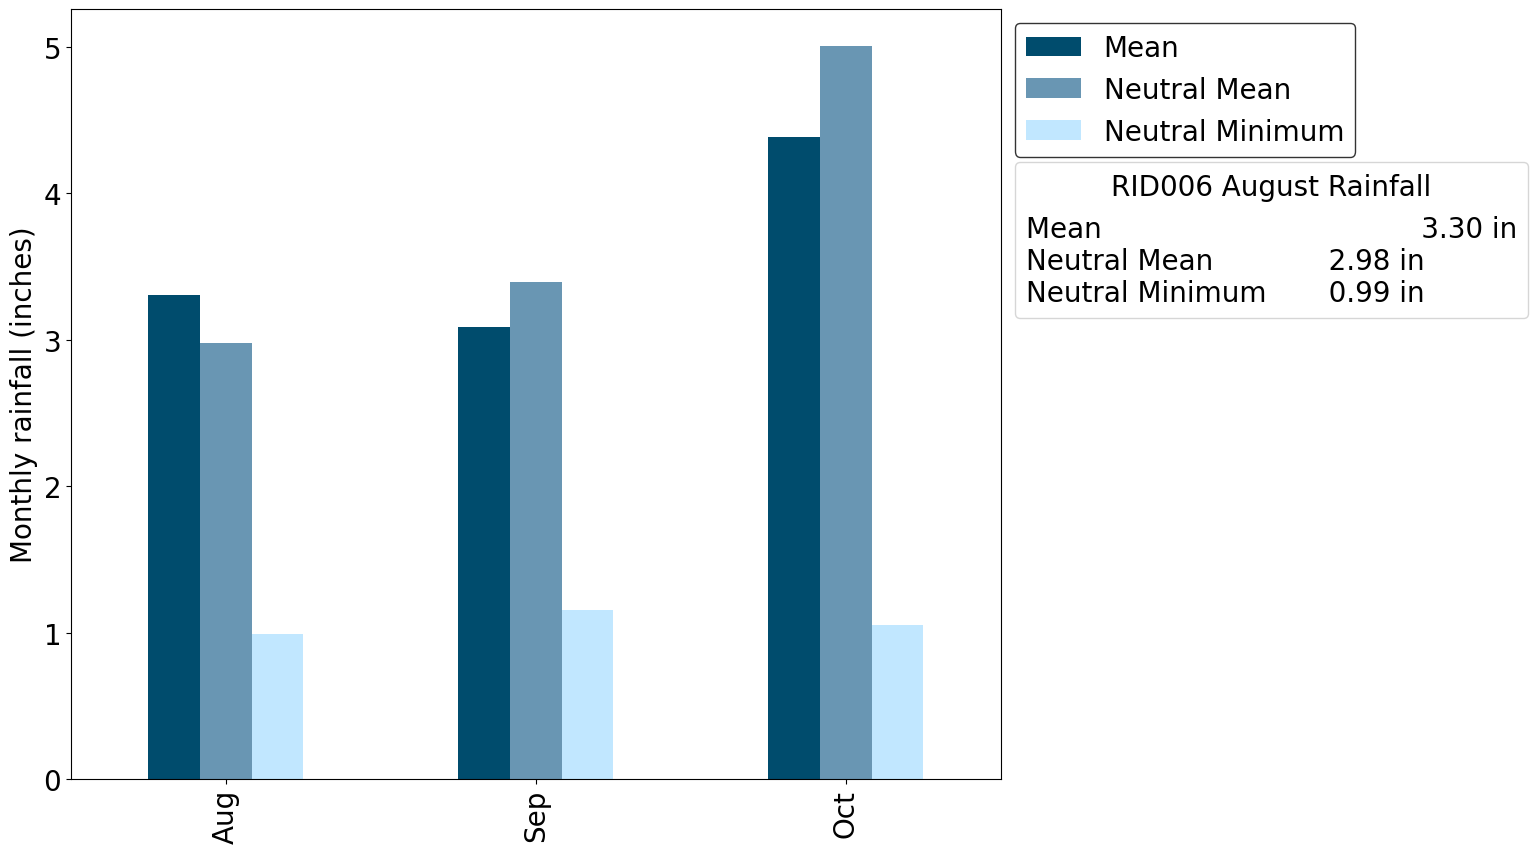 Monthly rainfall (inches)
5
4
3
2
1
0
Aug
Sep
Oct
Mean
Neutral Mean
Neutral Minimum
RID006 August Rainfall
Mean 3.30 in
Neutral Mean 2.98 in
Neutral Minimum 0.99 in